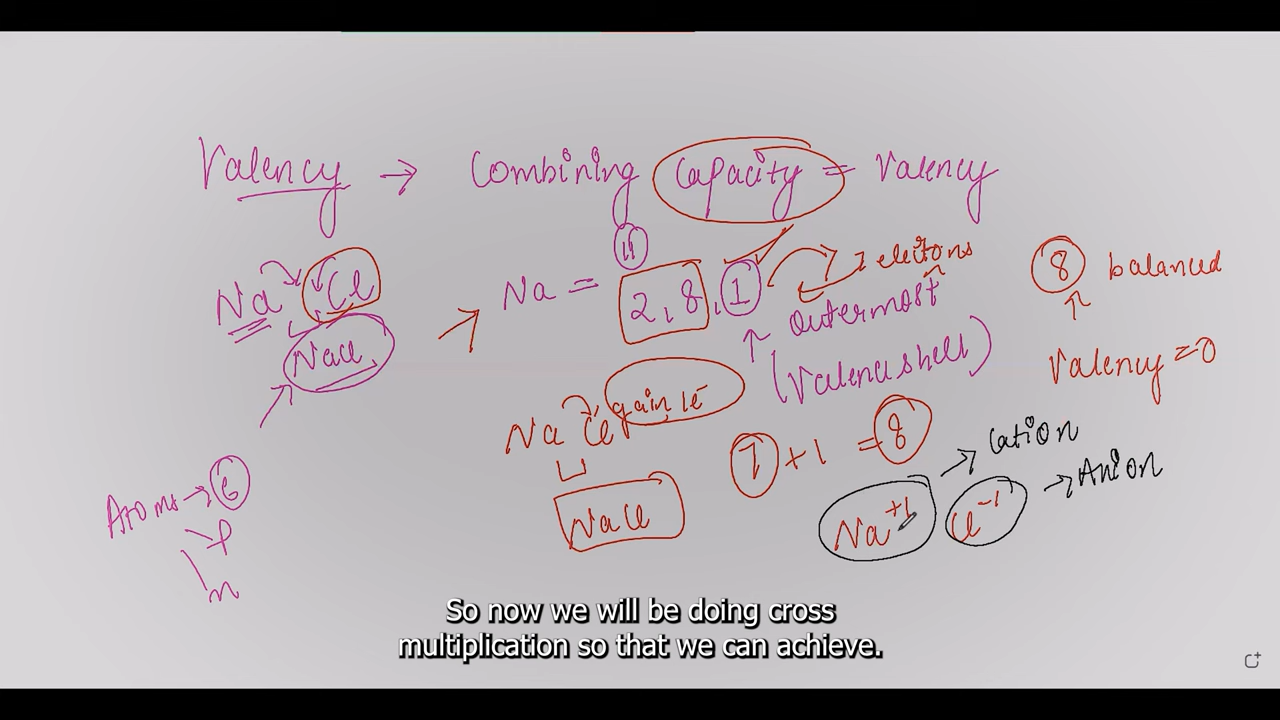 Valency → Combining Capacity = Valency
Na Cl
NaCl
11
Na = 2, 8, 1
outermost
(Valence shell)
8 balanced
Valency = 0
Na Cl gain 1e⁻
NaCl
7 + 1 = 8
Na⁺¹ → Cation
Cl⁻¹ → Anion
Atoms → e
p
n
So now we will be doing cross
multiplication so that we can achieve.